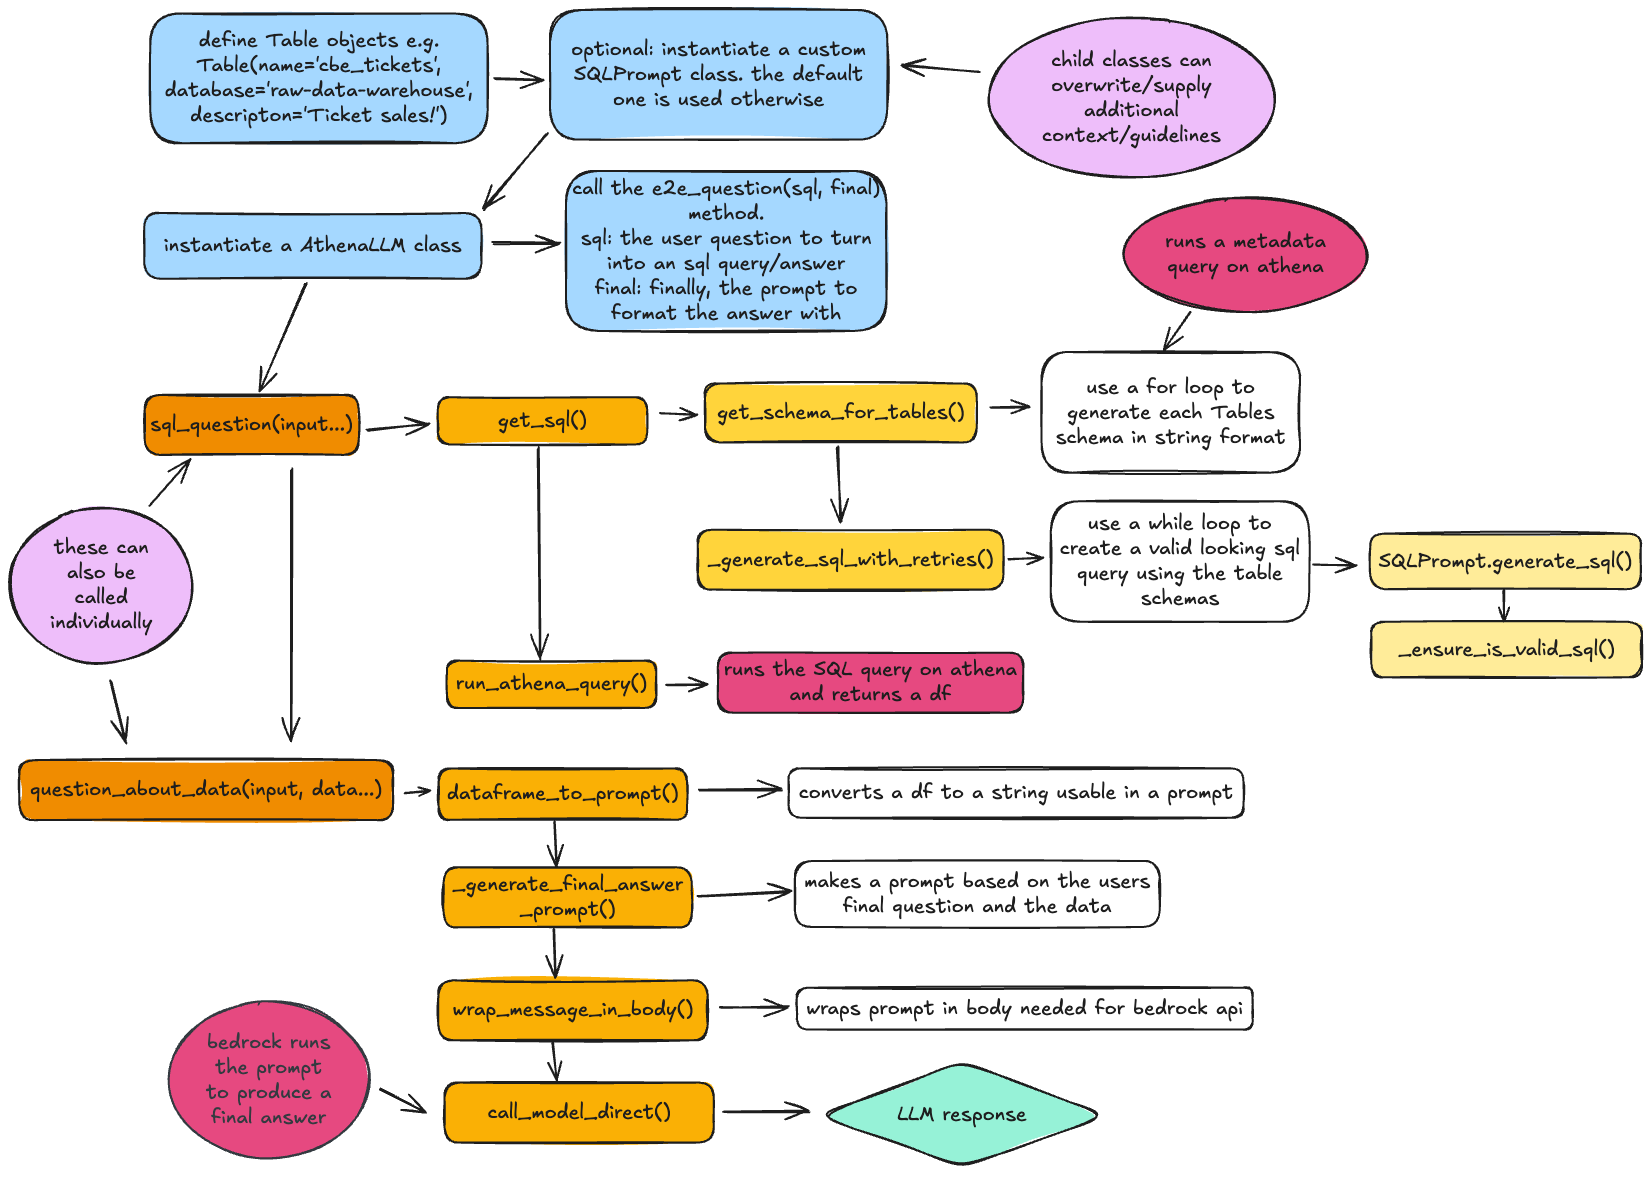 define Table objects e.g.
Table(name='cbe_tickets',
database='raw-data-warehouse',
descripton='Ticket sales!')
optional: instantiate a custom
SQLPrompt class. the default
one is used otherwise
child classes can
overwrite/supply
additional
context/guidelines
instantiate a AthenaLLM class
call the e2e_question(sql, final)
method.
sql: the user question to turn
into an sql query/answer
final: finally, the prompt to
format the answer with
runs a metadata
query on athena
sql_question(input...)
get_sql()
get_schema_for_tables()
use a for loop to
generate each Tables
schema in string format
these can
also be
called
individually
_generate_sql_with_retries()
use a while loop to
create a valid looking sql
query using the table
schemas
SQLPrompt.generate_sql()
_ensure_is_valid_sql()
run_athena_query()
runs the SQL query on athena
and returns a df
question_about_data(input, data...)
dataframe_to_prompt()
converts a df to a string usable in a prompt
_generate_final_answer
_prompt()
makes a prompt based on the users
final question and the data
wrap_message_in_body()
wraps prompt in body needed for bedrock api
bedrock runs
the prompt
to produce a
final answer
call_model_direct()
LLM response